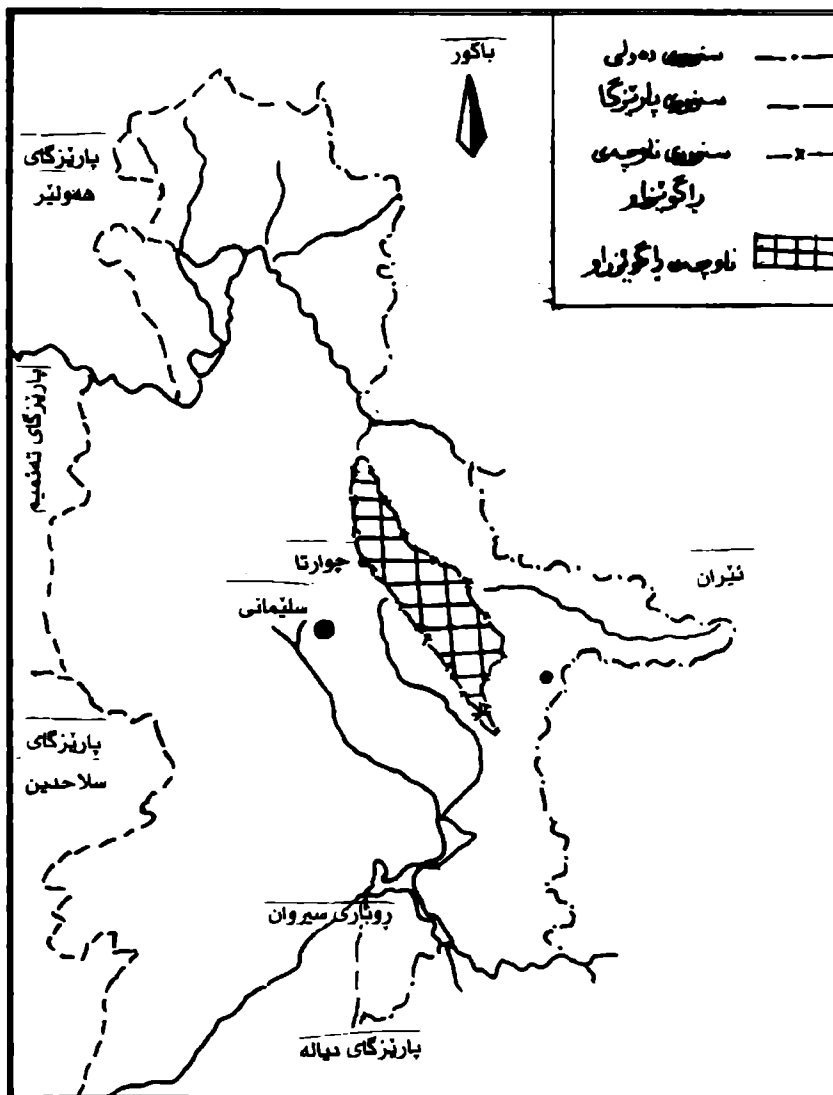 باکور
سنووری دەولی
سنووری پارێزگا
سنووری ناوچەی
ڕاگوێزراو
ناوچەی ڕاگوێزراو
پارێزگای
هەولێر
پارێزگای تەئمیم
چوارتا
سلێمانی
ئێران
پارێزگای
سلاحدین
ڕوباری سیروان
پارێزگای دیالە